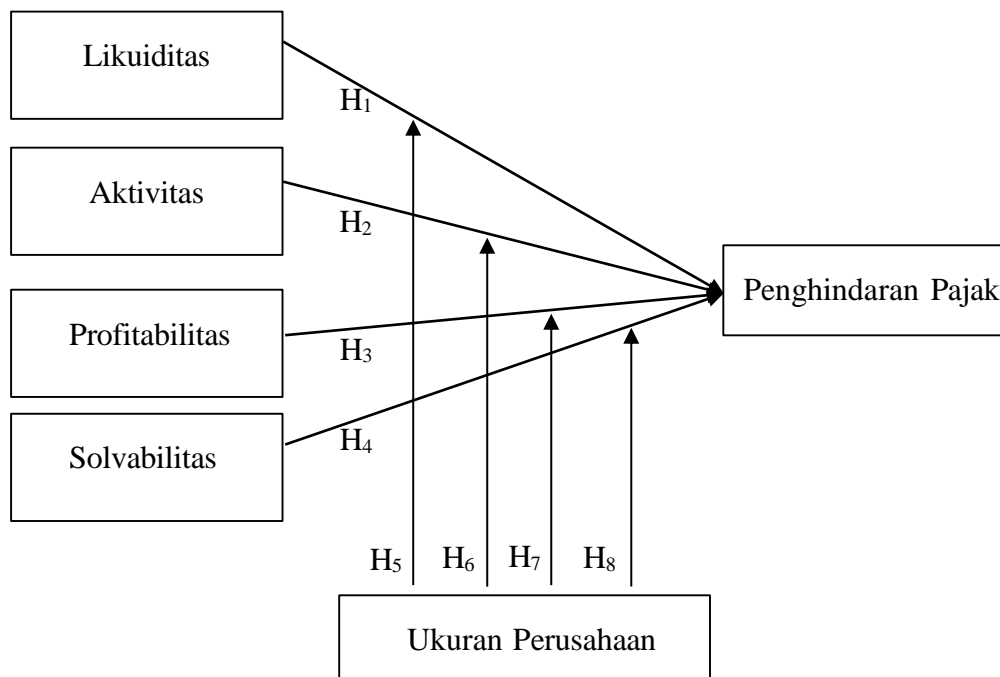 Likuiditas
H₁
Aktivitas
H₂
Penghindaran Pajak
Profitabilitas
H₃
Solvabilitas
H₄
H₅
H₆
H₇
H₈
Ukuran Perusahaan